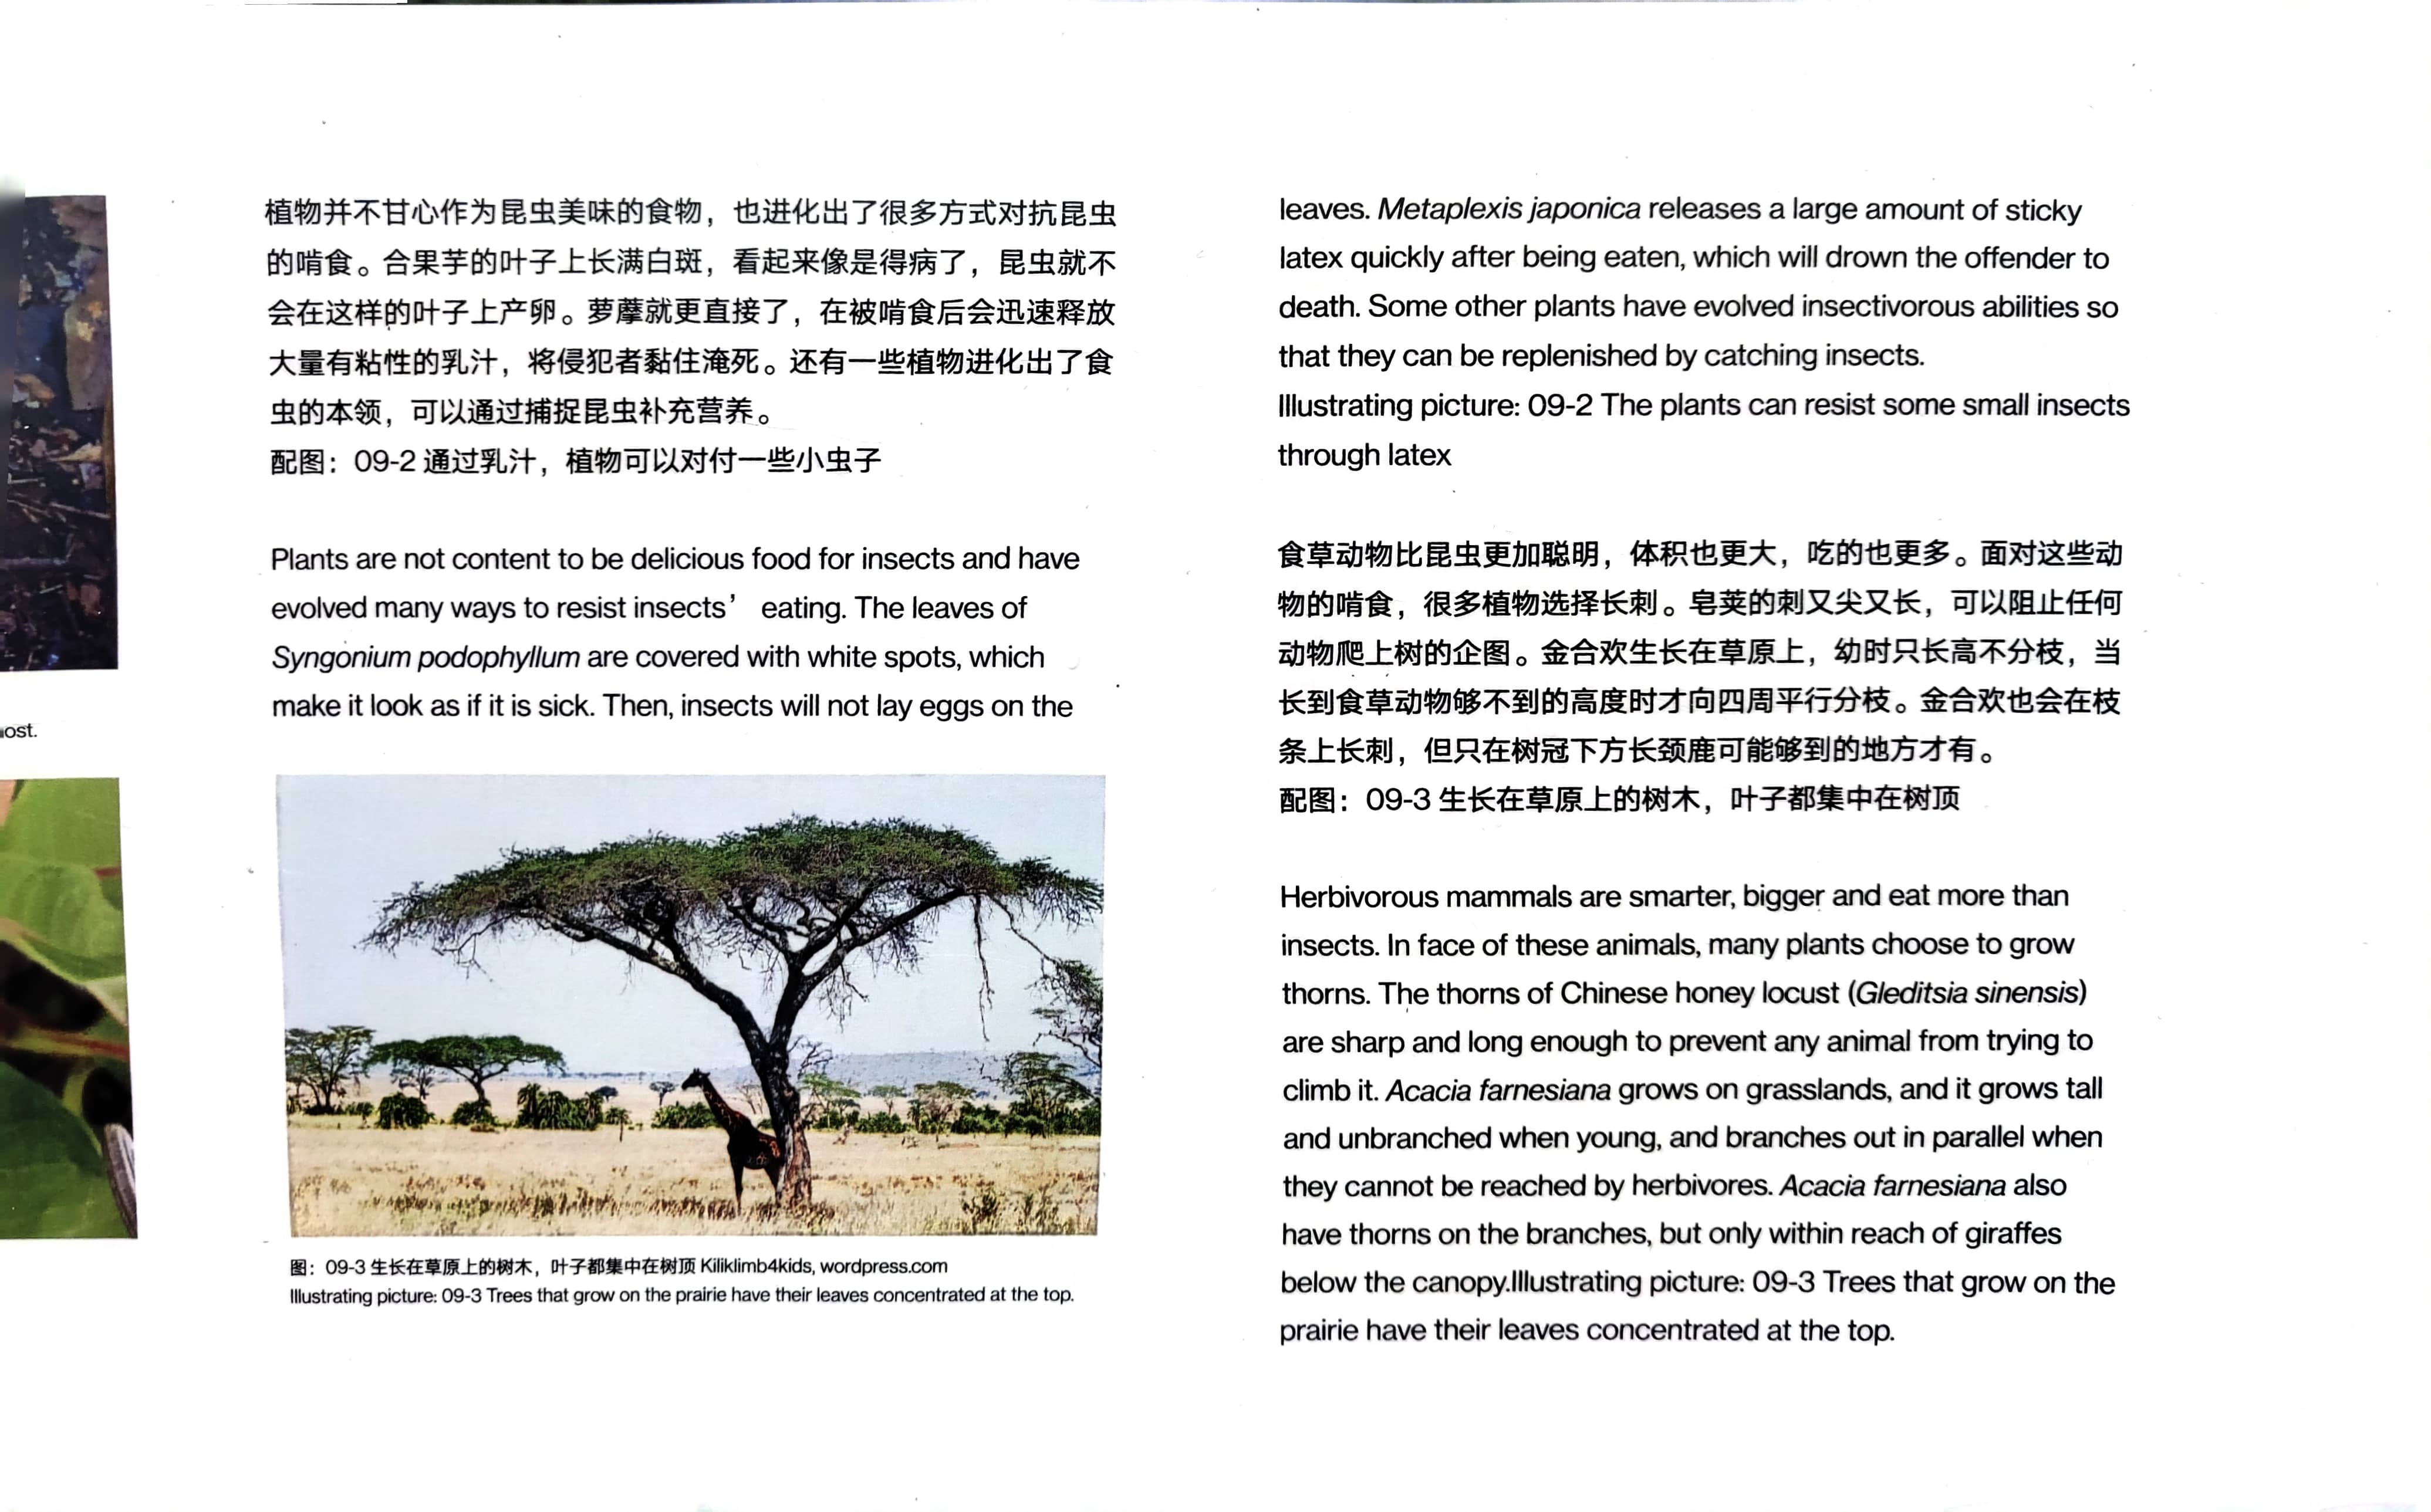 植物并不甘心作为昆虫美味的食物，也进化出了很多方式对抗昆虫
的啃食。合果芋的叶子上长满白斑，看起来像是得病了，昆虫就不
会在这样的叶子上产卵。萝藦就更直接了，在被啃食后会迅速释放
大量有粘性的乳汁，将侵犯者黏住淹死。还有一些植物进化出了食
虫的本领，可以通过捕捉昆虫补充营养。
配图：09-2 通过乳汁，植物可以对付一些小虫子
Plants are not content to be delicious food for insects and have
evolved many ways to resist insects’ eating. The leaves of
Syngonium podophyllum are covered with white spots, which
make it look as if it is sick. Then, insects will not lay eggs on the
图：09-3 生长在草原上的树木，叶子都集中在树顶 Kiliklimb4kids, wordpress.com
Illustrating picture: 09-3 Trees that grow on the prairie have their leaves concentrated at the top.
leaves. Metaplexis japonica releases a large amount of sticky
latex quickly after being eaten, which will drown the offender to
death. Some other plants have evolved insectivorous abilities so
that they can be replenished by catching insects.
Illustrating picture: 09-2 The plants can resist some small insects
through latex
食草动物比昆虫更加聪明，体积也更大，吃的也更多。面对这些动
物的啃食，很多植物选择长刺。皂荚的刺又尖又长，可以阻止任何
动物爬上树的企图。金合欢生长在草原上，幼时只长高不分枝，当
长到食草动物够不到的高度时才向四周平行分枝。金合欢也会在枝
条上长刺，但只在树冠下方长颈鹿可能够到的地方才有。
配图：09-3 生长在草原上的树木，叶子都集中在树顶
Herbivorous mammals are smarter, bigger and eat more than
insects. In face of these animals, many plants choose to grow
thorns. The thorns of Chinese honey locust (Gleditsia sinensis)
are sharp and long enough to prevent any animal from trying to
climb it. Acacia farnesiana grows on grasslands, and it grows tall
and unbranched when young, and branches out in parallel when
they cannot be reached by herbivores. Acacia farnesiana also
have thorns on the branches, but only within reach of giraffes
below the canopy.Illustrating picture: 09-3 Trees that grow on the
prairie have their leaves concentrated at the top.